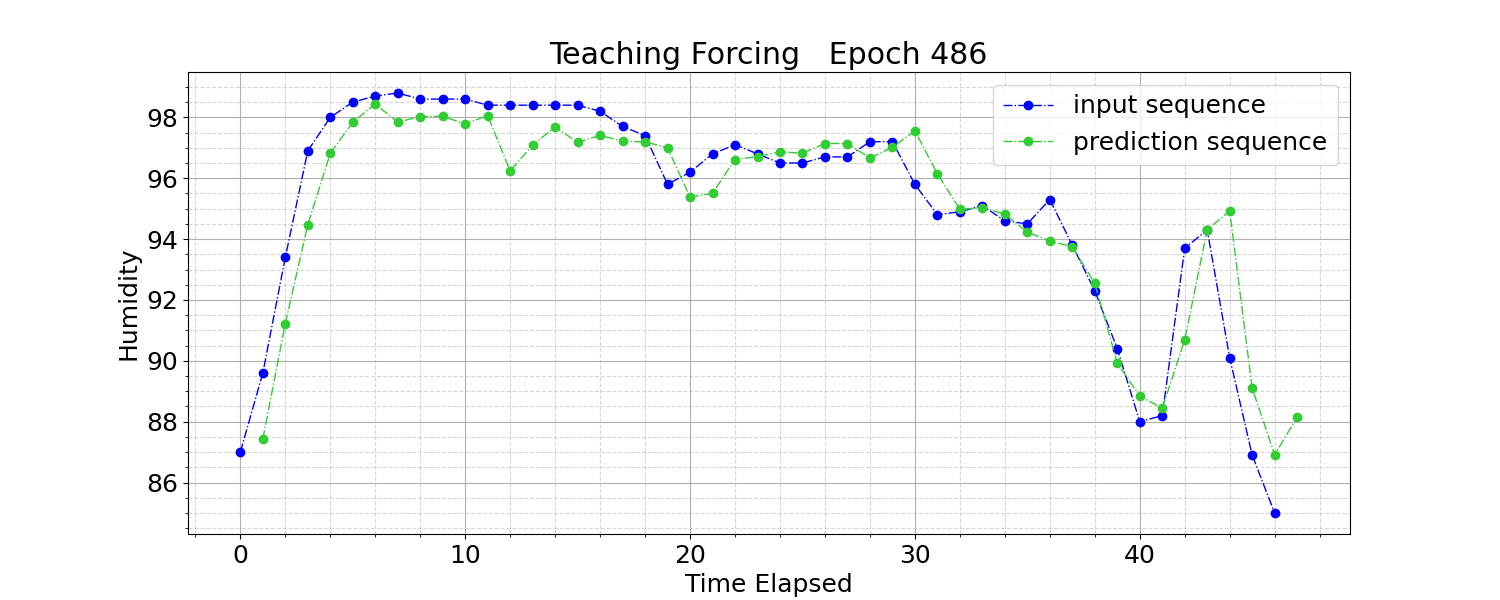 Teaching Forcing   Epoch 486
input sequence
prediction sequence
Humidity
98
96
94
92
90
88
86
0 10 20 30 40
Time Elapsed